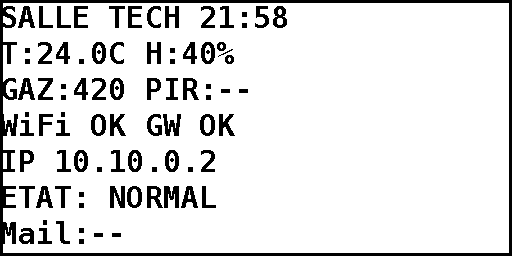 SALLE TECH 21:58
T:24.0C H:40%
GAZ:420 PIR:--
WiFi OK GW OK
IP 10.10.0.2
ETAT: NORMAL
Mail:--